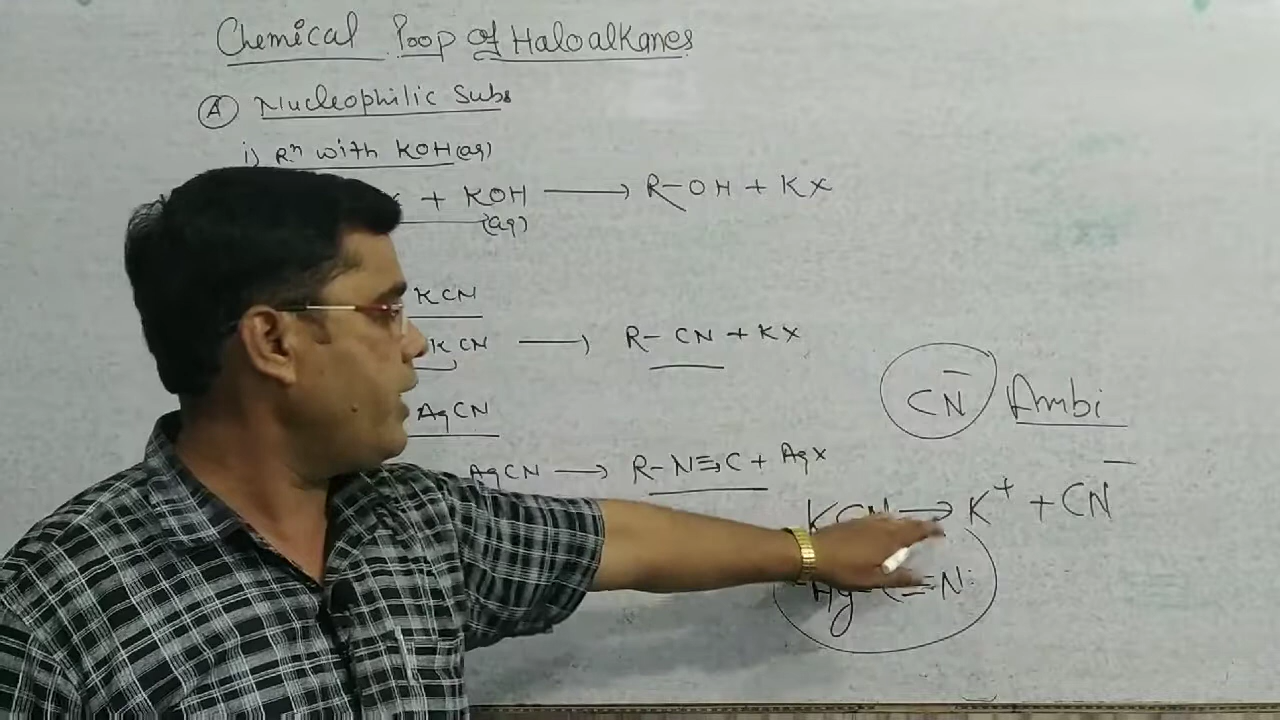 Chemical Poop of Haloalkanes
Ⓐ Nucleophilic Subs
i) Rⁿ with KOH(aq)
+ KOH ⟶ R-OH + KX
(aq)
KCN
KCN ⟶ R-CN + KX
AgCN
AgCN ⟶ R-N≡C + AgX
CN⁻ Ambi
KCN ⟶ K⁺ + CN⁻
Ag-C≡N: